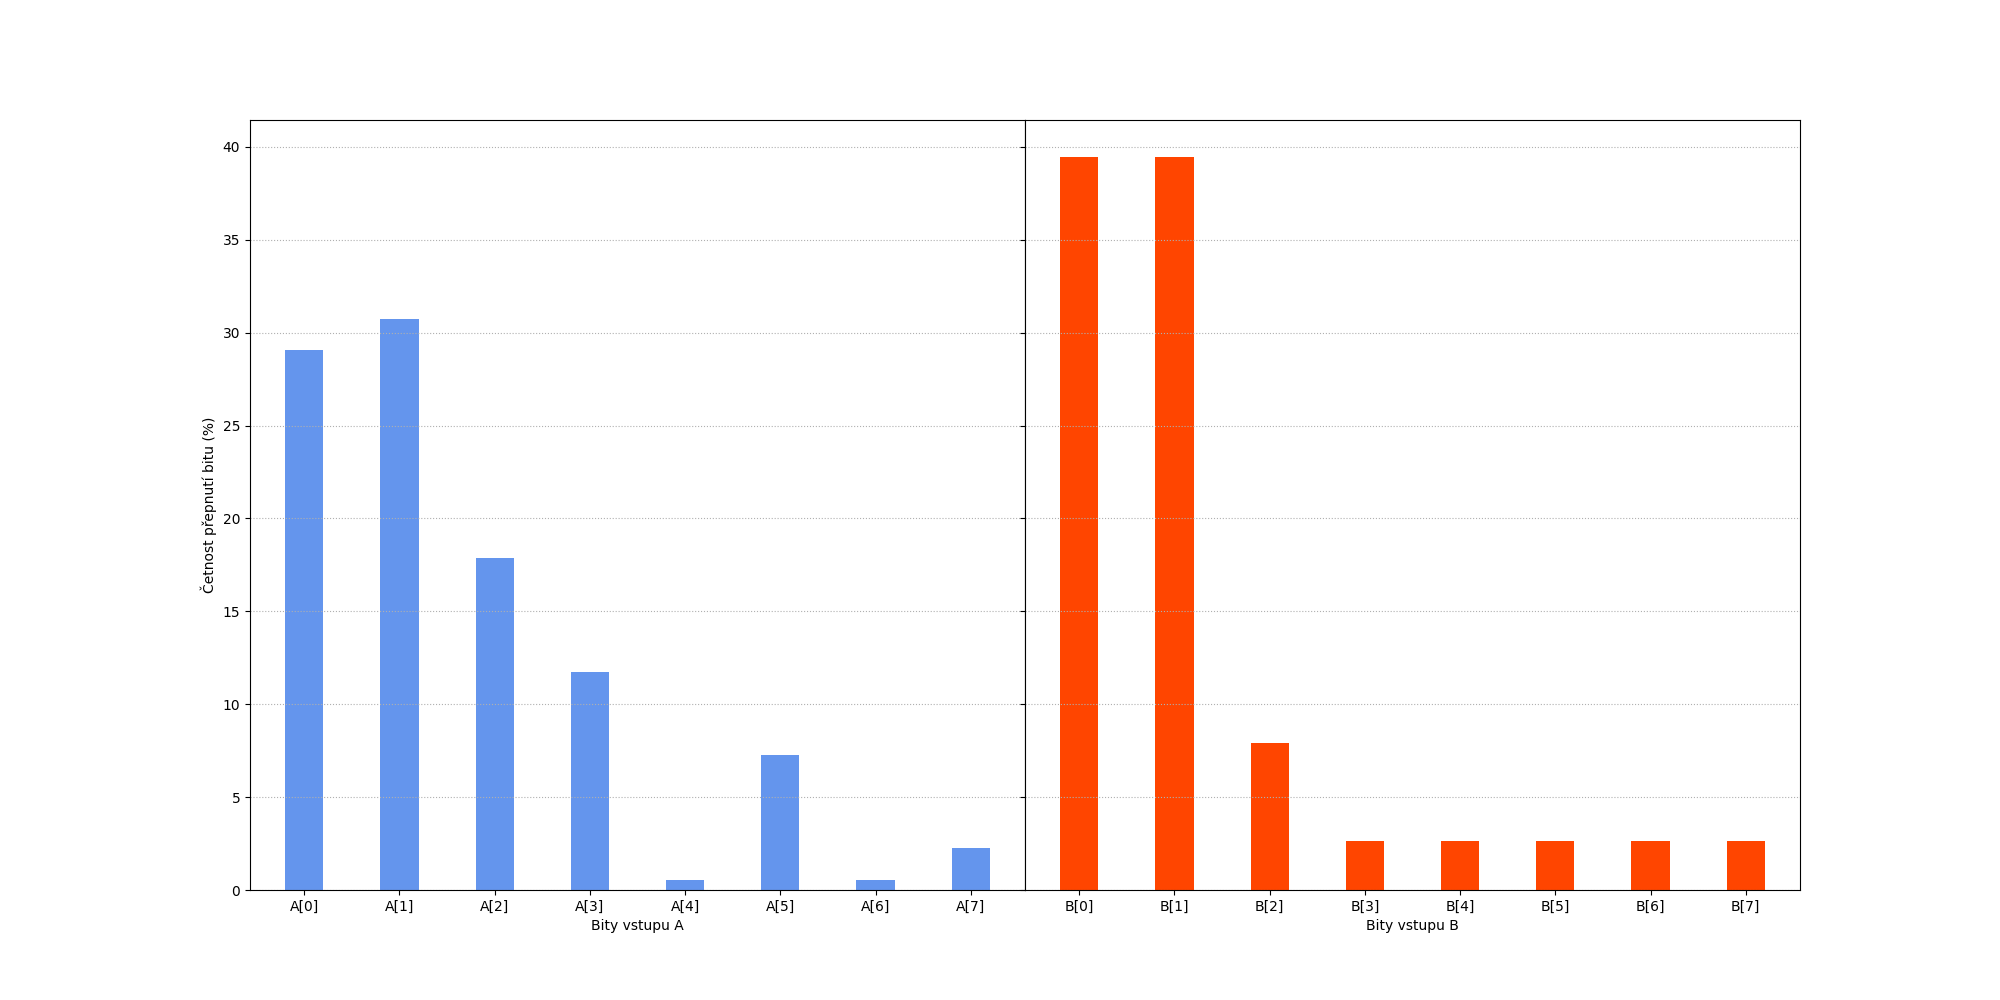 Četnost přepnutí bitu (%)
40
35
30
25
20
15
10
5
0
A[0] A[1] A[2] A[3] A[4] A[5] A[6] A[7]
Bity vstupu A
B[0] B[1] B[2] B[3] B[4] B[5] B[6] B[7]
Bity vstupu B